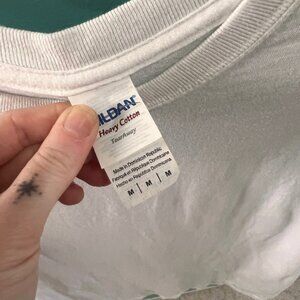 ILDAN
Heavy Cotton
TearAway
Made in Dominican Republic
Fabriqué en République Dominicaine
Hecho en Republica Dominicana
M | M | M